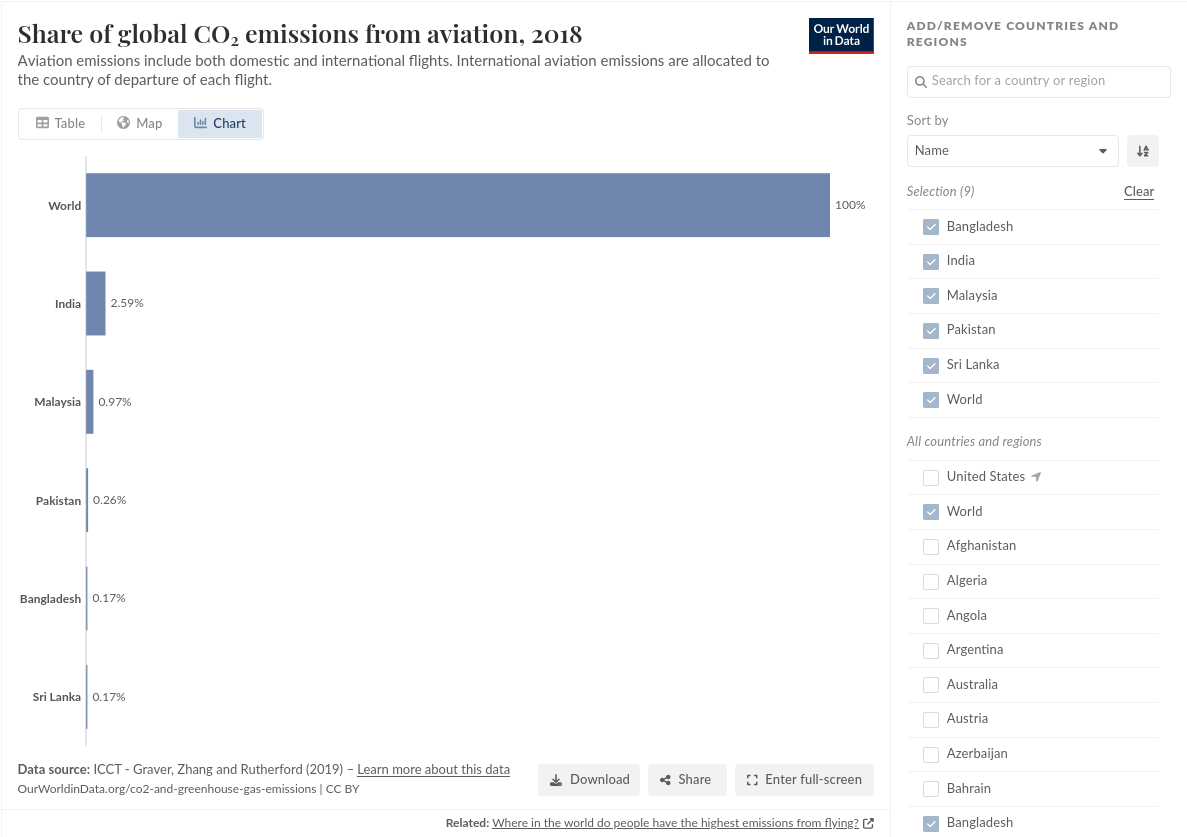 Share of global CO₂ emissions from aviation, 2018
Our World
in Data
Aviation emissions include both domestic and international flights. International aviation emissions are allocated to
the country of departure of each flight.
Table
Map
Chart
World
100%
India
2.59%
Malaysia
0.97%
Pakistan
0.26%
Bangladesh
0.17%
Sri Lanka
0.17%
Data source: ICCT - Graver, Zhang and Rutherford (2019) – Learn more about this data
OurWorldinData.org/co2-and-greenhouse-gas-emissions | CC BY
Download
Share
Enter full-screen
Related: Where in the world do people have the highest emissions from flying?
ADD/REMOVE COUNTRIES AND
REGIONS
Search for a country or region
Sort by
Name
Selection (9)
Clear
Bangladesh
India
Malaysia
Pakistan
Sri Lanka
World
All countries and regions
United States
World
Afghanistan
Algeria
Angola
Argentina
Australia
Austria
Azerbaijan
Bahrain
Bangladesh